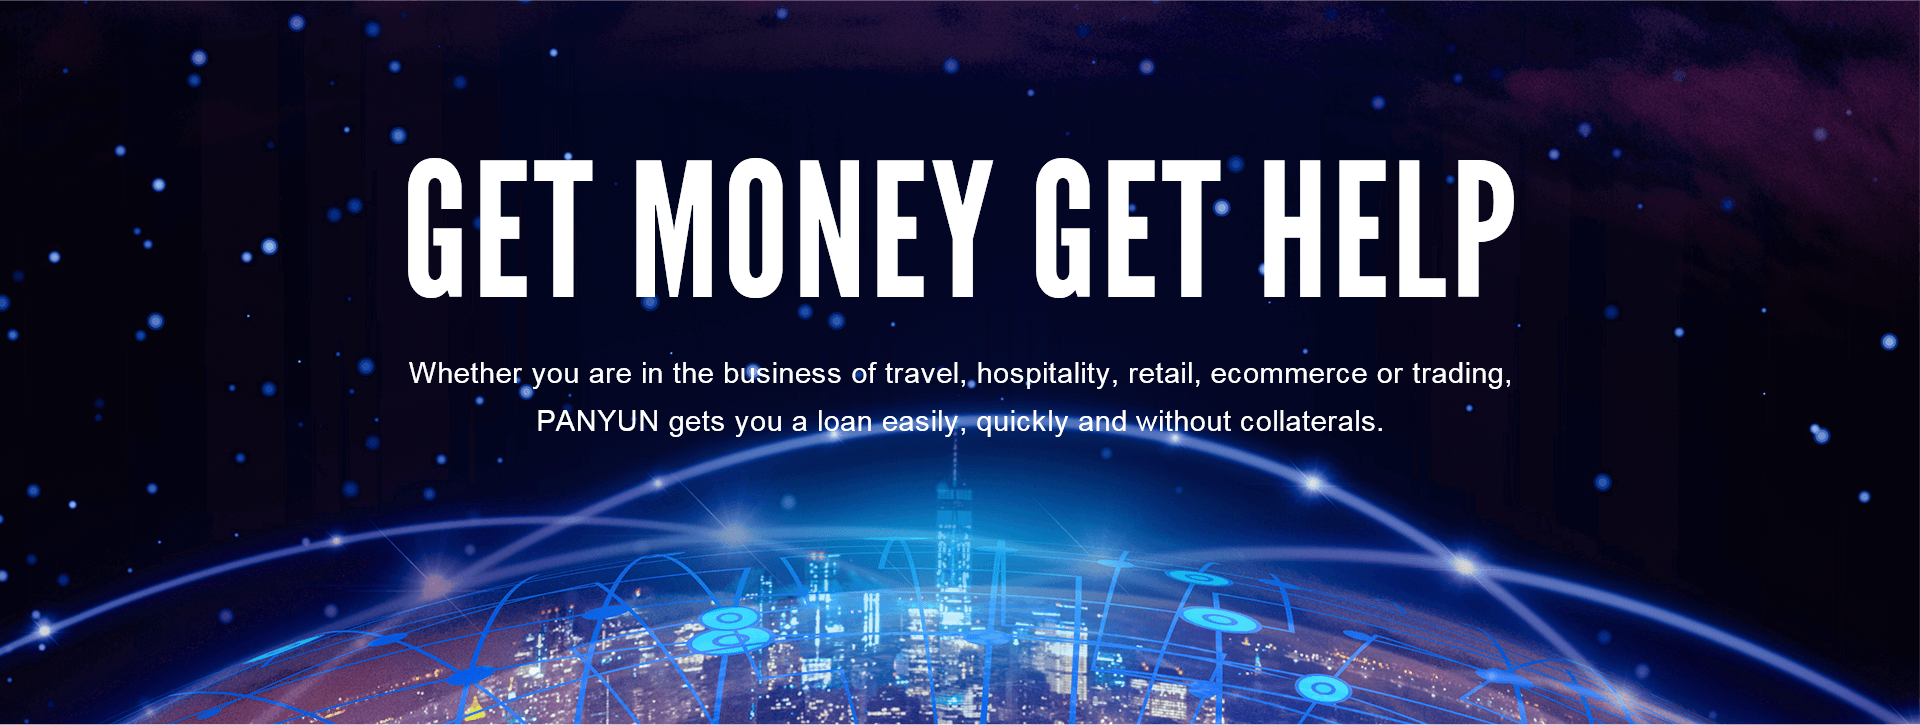 GET MONEY GET HELP
Whether you are in the business of travel, hospitality, retail, ecommerce or trading,
PANYUN gets you a loan easily, quickly and without collaterals.